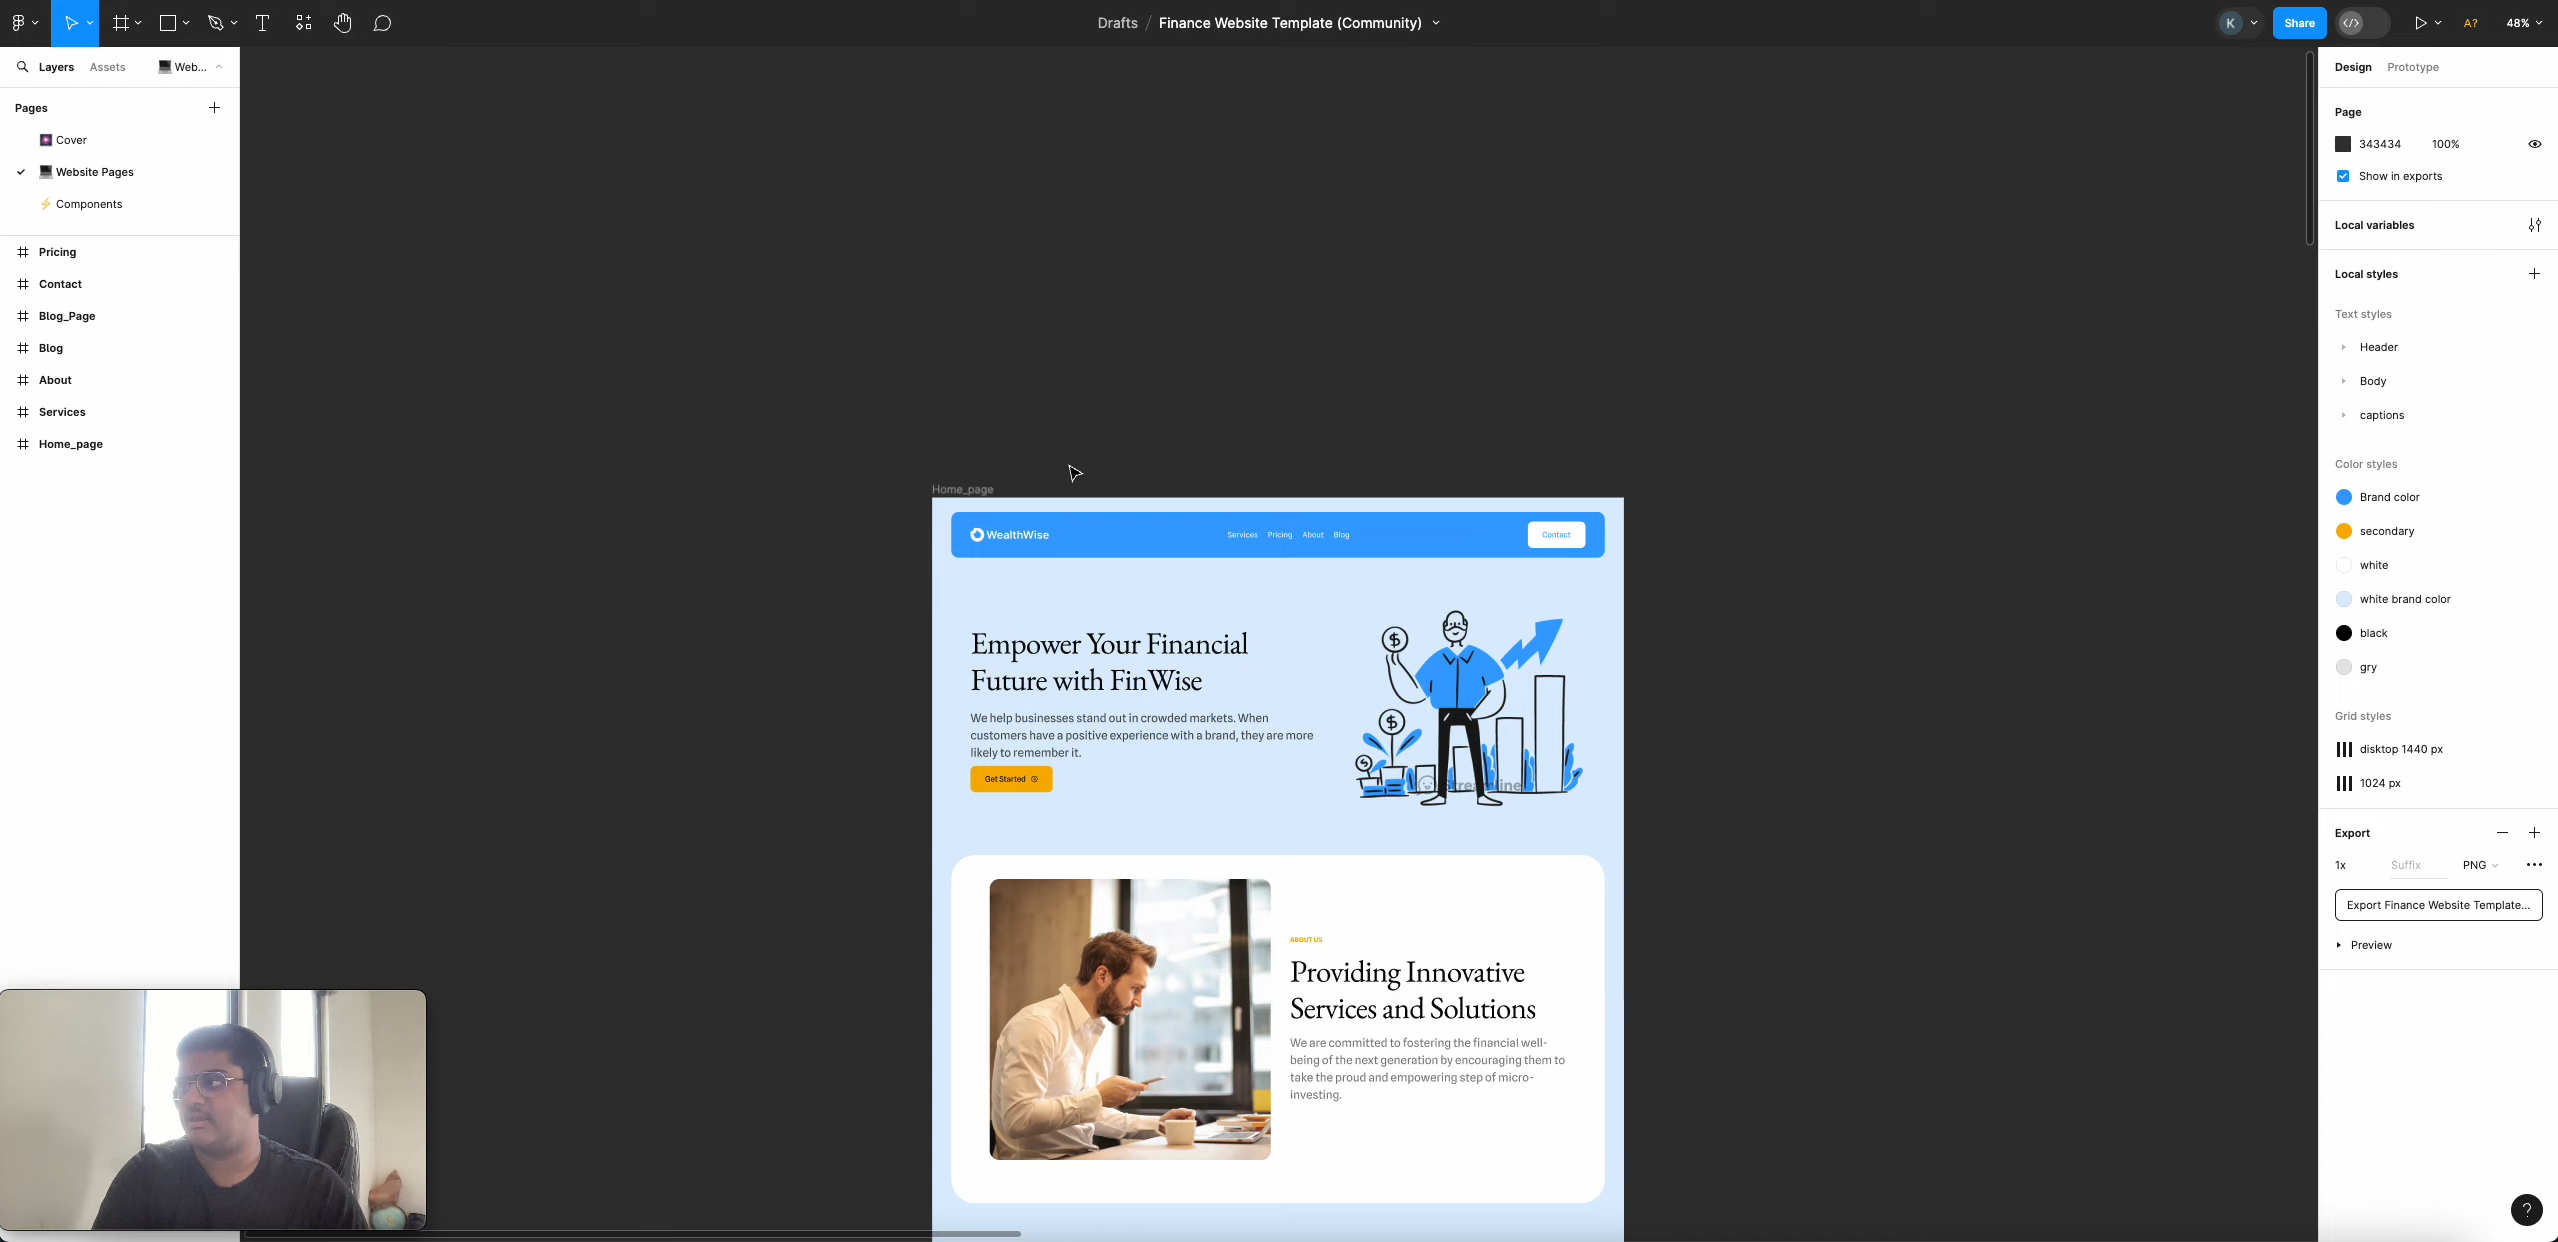 Drafts / Finance Website Template (Community)
K
Share
A?
48%
Layers
Assets
Web...
Pages
Cover
Website Pages
Components
Pricing
Contact
Blog_Page
Blog
About
Services
Home_page
Home_page
WealthWise
Services
Pricing
About
Blog
Contact
Empower Your Financial
Future with FinWise
We help businesses stand out in crowded markets. When
customers have a positive experience with a brand, they are more
likely to remember it.
Get Started
Streamline
ABOUT US
Providing Innovative
Services and Solutions
We are committed to fostering the financial well-
being of the next generation by encouraging them to
take the proud and empowering step of micro-
investing.
Design
Prototype
Page
343434
100%
Show in exports
Local variables
Local styles
Text styles
Header
Body
captions
Color styles
Brand color
secondary
white
white brand color
black
gry
Grid styles
disktop 1440 px
1024 px
Export
1x
Suffix
PNG
Export Finance Website Template...
Preview
?